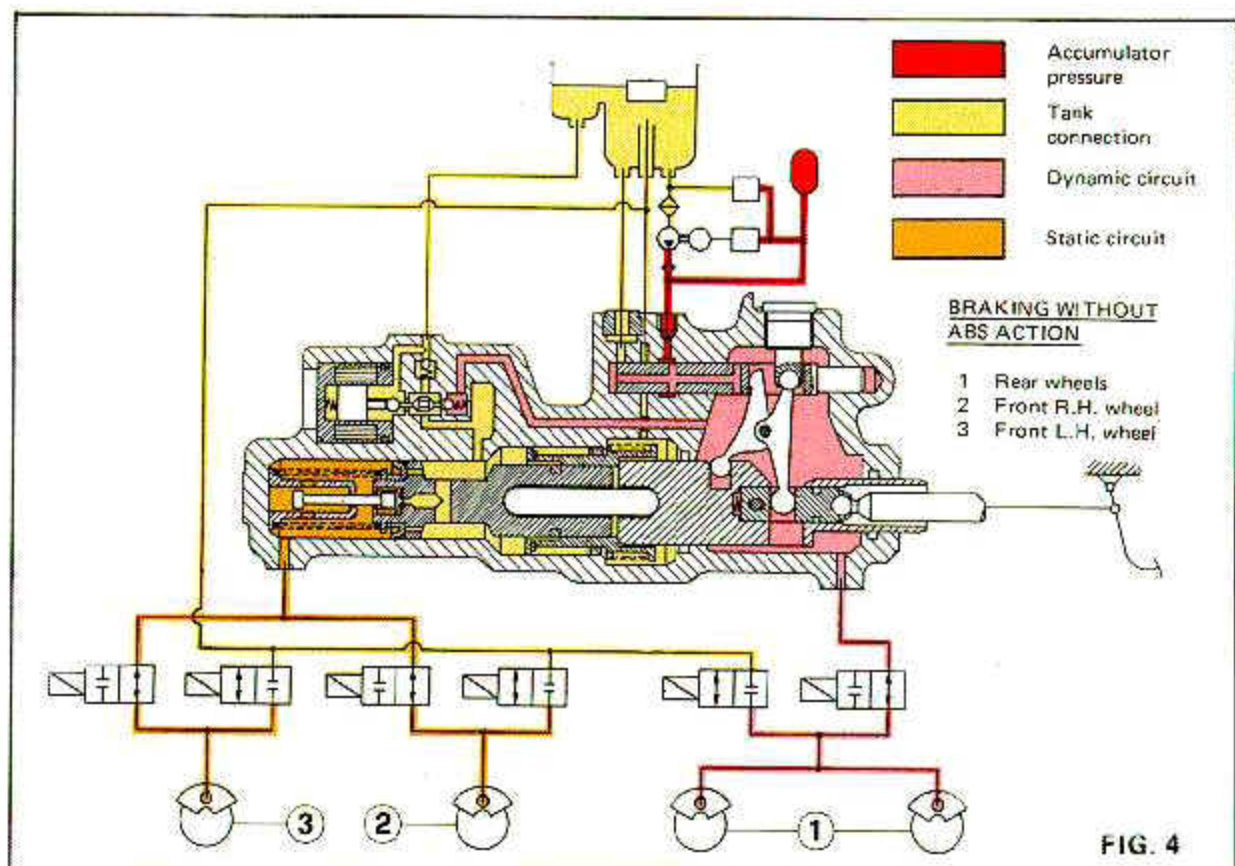 Accumulator
pressure
Tank
connection
Dynamic circuit
Static circuit
BRAKING WITHOUT
ABS ACTION
1 Rear wheels
2 Front R.H. wheel
3 Front L.H. wheel
3
2
1
FIG. 4